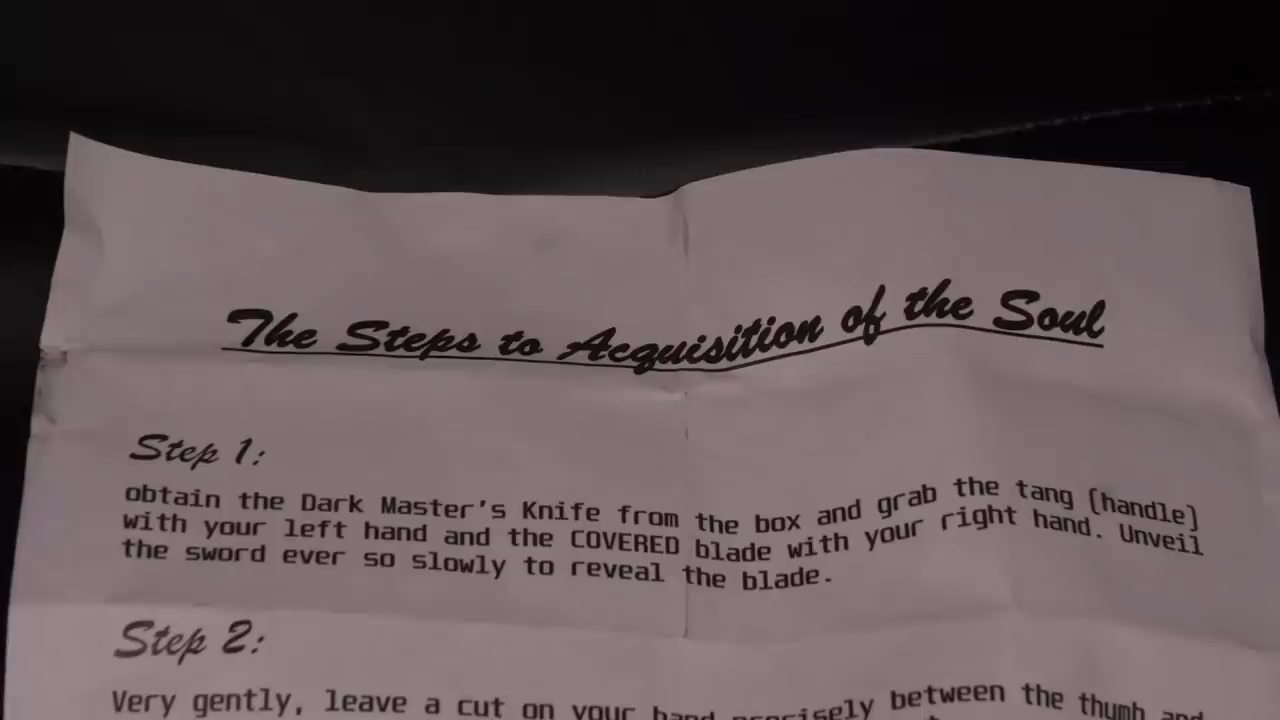 The Steps to Acquisition of the Soul
Step 1:
obtain the Dark Master's Knife from the box and grab the tang (handle)
with your left hand and the COVERED blade with your right hand. Unveil
the sword ever so slowly to reveal the blade.
Step 2:
Very gently, leave a cut on your hand precisely between the thumb and